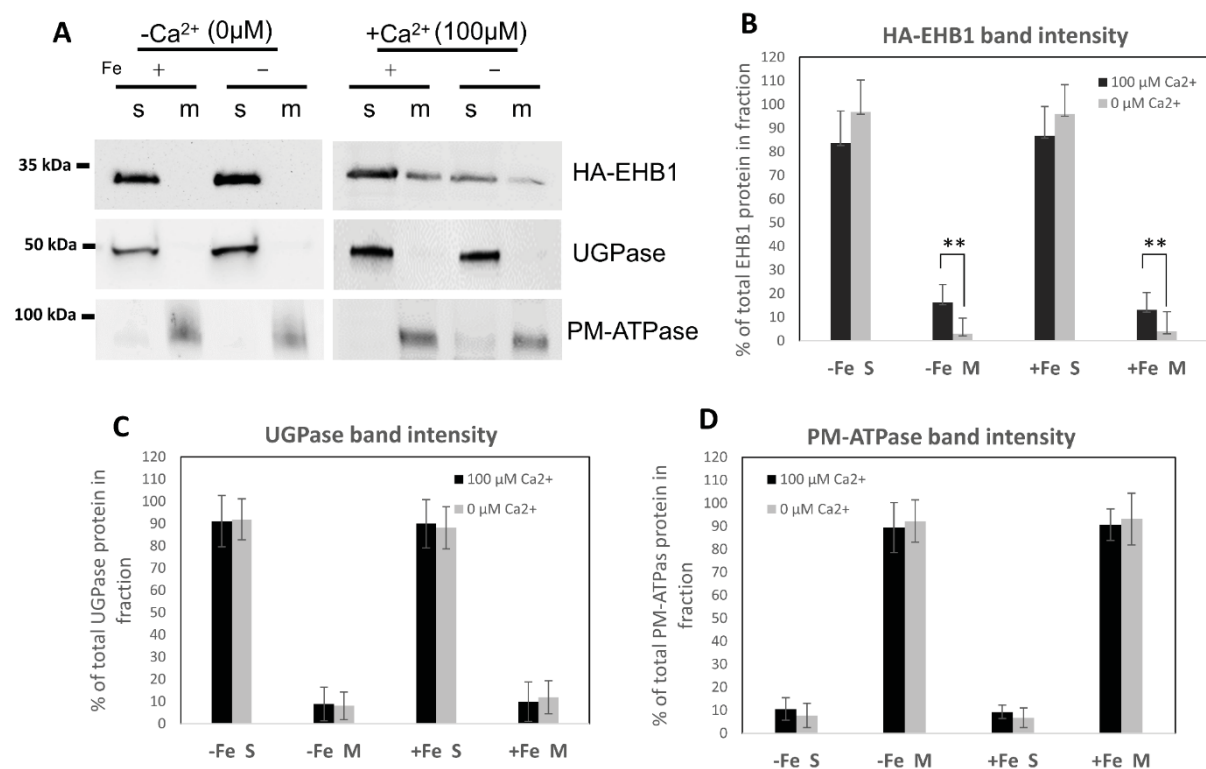 A
-Ca²⁺ (0µM)
+Ca²⁺ (100µM)
Fe + − + −
s m s m s m s m
35 kDa
HA-EHB1
50 kDa
UGPase
100 kDa
PM-ATPase
B
HA-EHB1 band intensity
% of total EHB1 protein in fraction
120
110
100
90
80
70
60
50
40
30
20
10
0
100 µM Ca2+
0 µM Ca2+
**
**
-Fe S
-Fe M
+Fe S
+Fe M
C
UGPase band intensity
% of total UGPase protein in
fraction
120
110
100
90
80
70
60
50
40
30
20
10
0
100 µM Ca2+
0 µM Ca2+
-Fe S
-Fe M
+Fe S
+Fe M
D
PM-ATPase band intensity
% of total PM-ATPas protein in
fraction
120
110
100
90
80
70
60
50
40
30
20
10
0
100 µM Ca2+
0 µM Ca2+
-Fe S
-Fe M
+Fe S
+Fe M